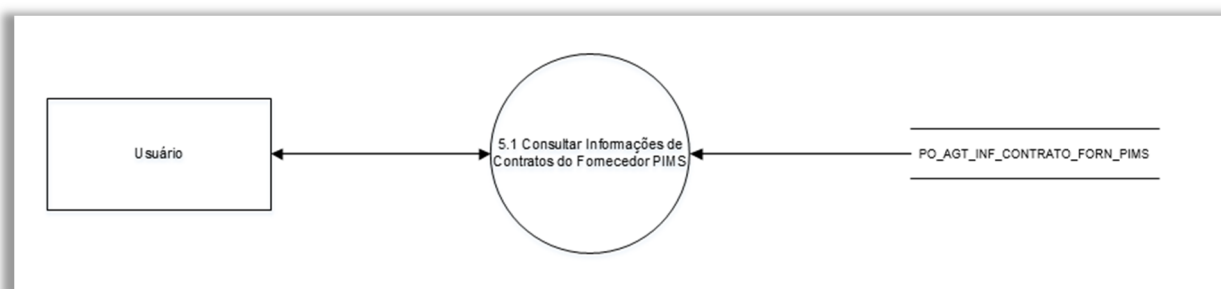 Usuário
5.1 Consultar Informações de
Contratos do Fornecedor PIMS
PO_AGT_INF_CONTRATO_FORN_PIMS